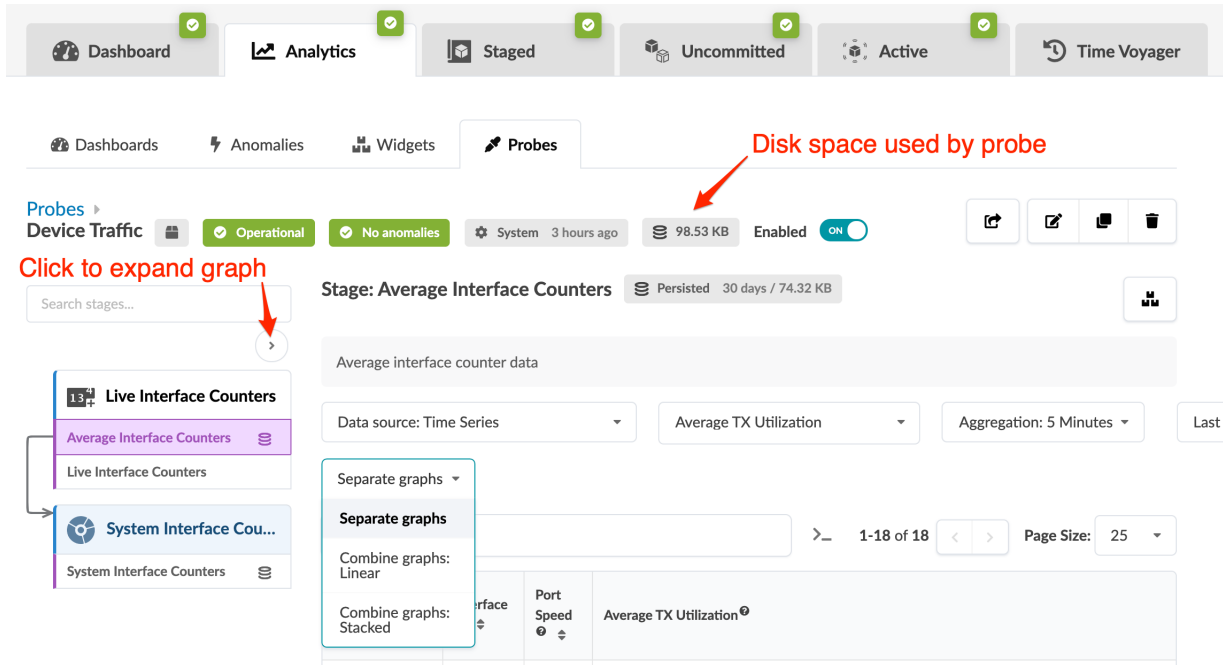 Dashboard Analytics Staged Uncommitted Active Time Voyager
Dashboards Anomalies Widgets Probes
Disk space used by probe
Probes
Device Traffic Operational No anomalies System 3 hours ago 98.53 KB Enabled ON
Click to expand graph
Search stages...
Stage: Average Interface Counters Persisted 30 days / 74.32 KB
Average interface counter data
Live Interface Counters
Average Interface Counters
Live Interface Counters
System Interface Cou...
System Interface Counters
Data source: Time Series Average TX Utilization Aggregation: 5 Minutes Last
Separate graphs
Separate graphs
Combine graphs:
Linear
Combine graphs:
Stacked
1-18 of 18 Page Size: 25
rface
Port
Speed
Average TX Utilization